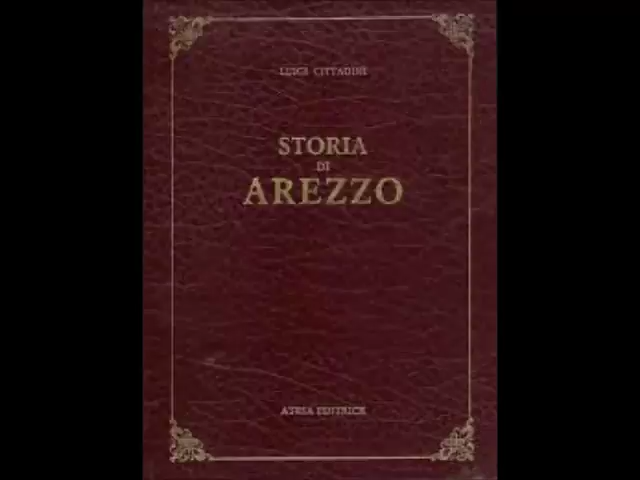 LUIGI CITTADINI
STORIA
DI
AREZZO
ATESA EDITRICE